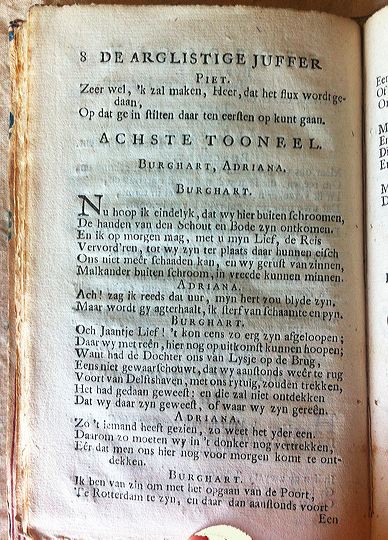 8 DE ARGLISTIGE JUFFER
PIET.
Zeer wel, 'k zal maken, Heer, dat het flux wordt ge-
daan,
Op dat ge in stilten daar ten eersten op kunt gaan.
ACHSTE TOONEEL.
BURGHART, ADRIANA.
BURGHART.
Nu hoop ik eindelyk, dat wy hier buiten schroomen,
De handen van den Schout en Bode zyn ontkomen.
En ik op morgen mag, met u myn Lief, de Reis
Vervord'ren, tot wy zyn ter plaats daar hunnen eisch
Ons niet meêr schaaden kan, en wy gerust van zinnen,
Malkander buiten schroom, in vreede kunnen minnen.
ADRIANA.
Ach! zag ik reeds dat uur, myn hert zou blyde zyn,
Maar wordt gy agterhaalt, ik sterf van schaamte en pyn.
BURGHART.
Och Jaantje Lief! 't kon eens zo erg zyn afgeloopen;
Daar wy met reên, hier nog op uitkomst kunnen hoopen;
Want had de Dochter ons van Lysje op de Brug,
Eens niet gewaarschouwt, dat wy aanstonds weêr te rug
Voort van Delftshaven, met ons rytuig, zouden trekken,
Het had gedaan geweest; en die zal niet ontdekken
Dat wy daar zyn geweest, of waar wy zyn gereên.
ADRIANA.
Zo 't iemand heeft gezien, zo weet het yder een.
Daarom zo moeten wy in 't donker nog vertrekken,
Eêr dat men ons hier nog voor morgen komt te ont-
dekken.
BURGHART.
Ik ben van zin om met het opgaan van de Poort,
Te Rotterdam te zyn, en daar dan aanstonds voort
Een